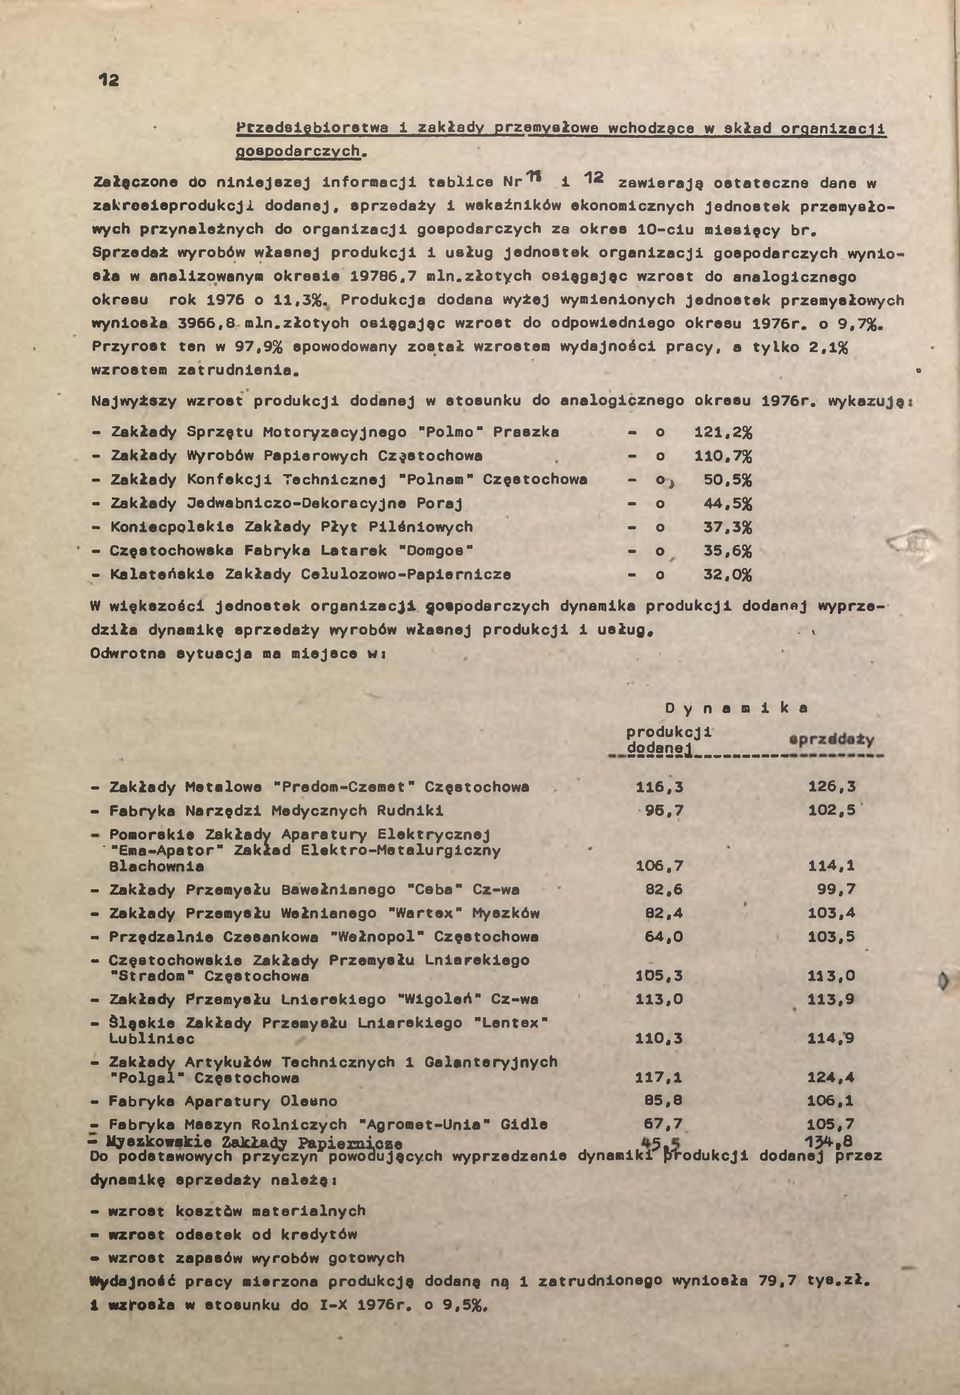 12
Przedsiębiorstwa i zakłady przemysłowe wchodzące w skład organizacji
gospodarczych.
Załączone do niniejszej informacji tablice Nr 11 i 12 zawierają ostateczne dane w
zakresieprodukcji dodanej, sprzedaży i wskaźników ekonomicznych jednostek przemysło-
wych przynależnych do organizacji gospodarczych za okres 10-ciu miesięcy br.
Sprzedaż wyrobów własnej produkcji i usług jednostek organizacji gospodarczych wynio-
sła w analizowanym okresie 19786,7 mln.złotych osiągając wzrost do analogicznego
okresu rok 1976 o 11,3%. Produkcja dodana wyżej wymienionych jednostek przemysłowych
wyniosła 3966,8 mln.złotych osiągając wzrost do odpowiedniego okresu 1976r. o 9,7%.
Przyrost ten w 97,9% spowodowany został wzrostem wydajności pracy, a tylko 2,1%
wzrostem zatrudnienia.
Najwyższy wzrost produkcji dodanej w stosunku do analogicznego okresu 1976r. wykazują:
- Zakłady Sprzętu Motoryzacyjnego "Polmo" Praszka - o 121,2%
- Zakłady Wyrobów Papierowych Częstochowa - o 110,7%
- Zakłady Konfekcji Technicznej "Polnam" Częstochowa - o 50,5%
- Zakłady Jedwabniczo-Dekoracyjne Poraj - o 44,5%
- Koniecpolskie Zakłady Płyt Pilśniowych - o 37,3%
- Częstochowska Fabryka Latarek "Domgos" - o 35,6%
- Kalateńskie Zakłady Celulozowo-Papiernicze - o 32,0%
W większości jednostek organizacji gospodarczych dynamika produkcji dodanej wyprze-
dziła dynamikę sprzedaży wyrobów własnej produkcji i usług.
Odwrotna sytuacja ma miejsce w:
D y n a m i k a
produkcji
dodanej sprzedaży
- Zakłady Metalowe "Predom-Czemet" Częstochowa 116,3 126,3
- Fabryka Narzędzi Medycznych Rudniki 96,7 102,5
- Pomorskie Zakłady Aparatury Elektrycznej
"Ema-Apator" Zakład Elektro-Metalurgiczny
Blachownia 106,7 114,1
- Zakłady Przemysłu Bawełnianego "Ceba" Cz-wa 82,6 99,7
- Zakłady Przemysłu Wełnianego "Wartex" Myszków 82,4 103,4
- Przędzalnie Czesankowa "Wełnopol" Częstochowa 64,0 103,5
- Częstochowskie Zakłady Przemysłu Lniarskiego
"Stradom" Częstochowa 105,3 113,0
- Zakłady Przemysłu Lniarskiego "Wigoleń" Cz-wa 113,0 113,9
- Śląskie Zakłady Przemysłu Lniarskiego "Lentex"
Lubliniec 110,3 114,9
- Zakłady Artykułów Technicznych i Galanteryjnych
"Polgal" Częstochowa 117,1 124,4
- Fabryka Aparatury Olesno 85,8 106,1
- Fabryka Maszyn Rolniczych "Agromet-Unia" Gidle 67,7 105,7
- Myszkowskie Zakłady Papiernicze 45,5 134,8
Do podstawowych przyczyn powodujących wyprzedzenie dynamiki produkcji dodanej przez
dynamikę sprzedaży należą:
- wzrost kosztów materialnych
- wzrost odsetek od kredytów
- wzrost zapasów wyrobów gotowych
Wydajność pracy mierzona produkcją dodaną ną 1 zatrudnionego wyniosła 79,7 tys.zł.
i wzrosła w stosunku do I-X 1976r. o 9,5%.